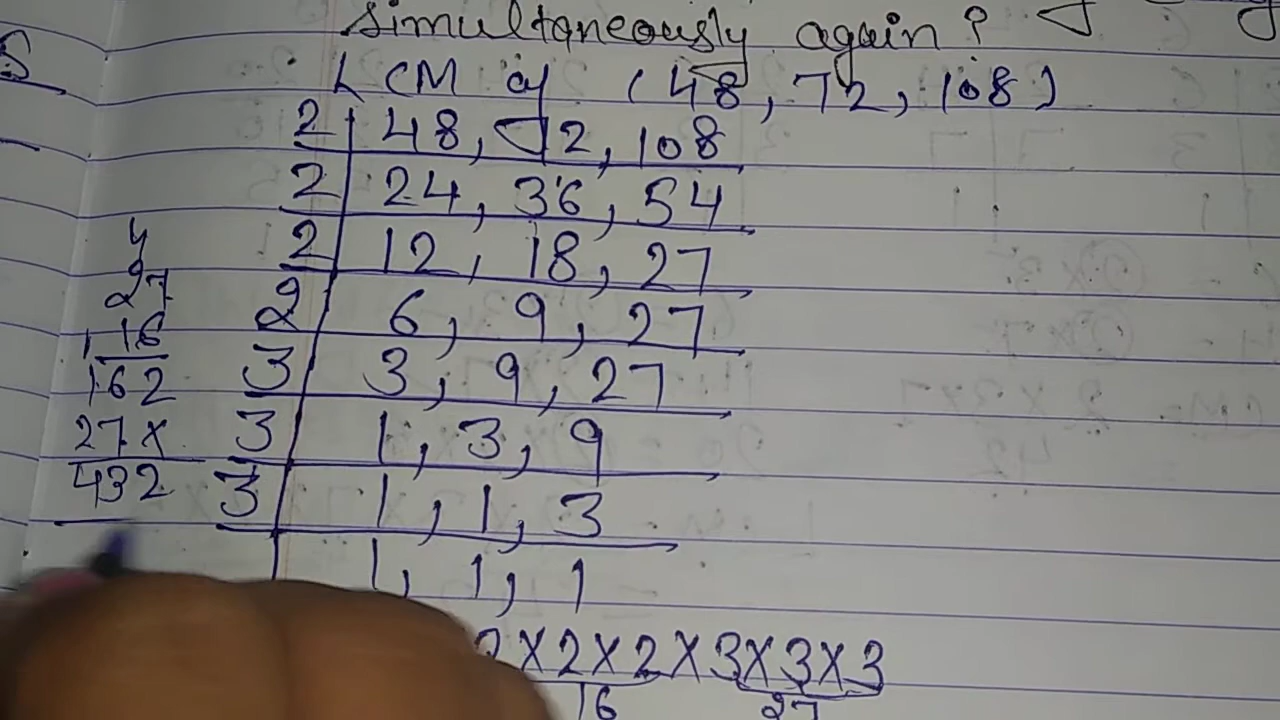 simultaneously again?
LCM of (48, 72, 108)
2 | 48, 72, 108
2 | 24, 36, 54
2 | 12, 18, 27
2 | 6, 9, 27
3 | 3, 9, 27
3 | 1, 3, 9
3 | 1, 1, 3
1, 1, 1
2 X 2 X 2 X 3 X 3 X 3
16 27
4
27
16
162
27 X
432